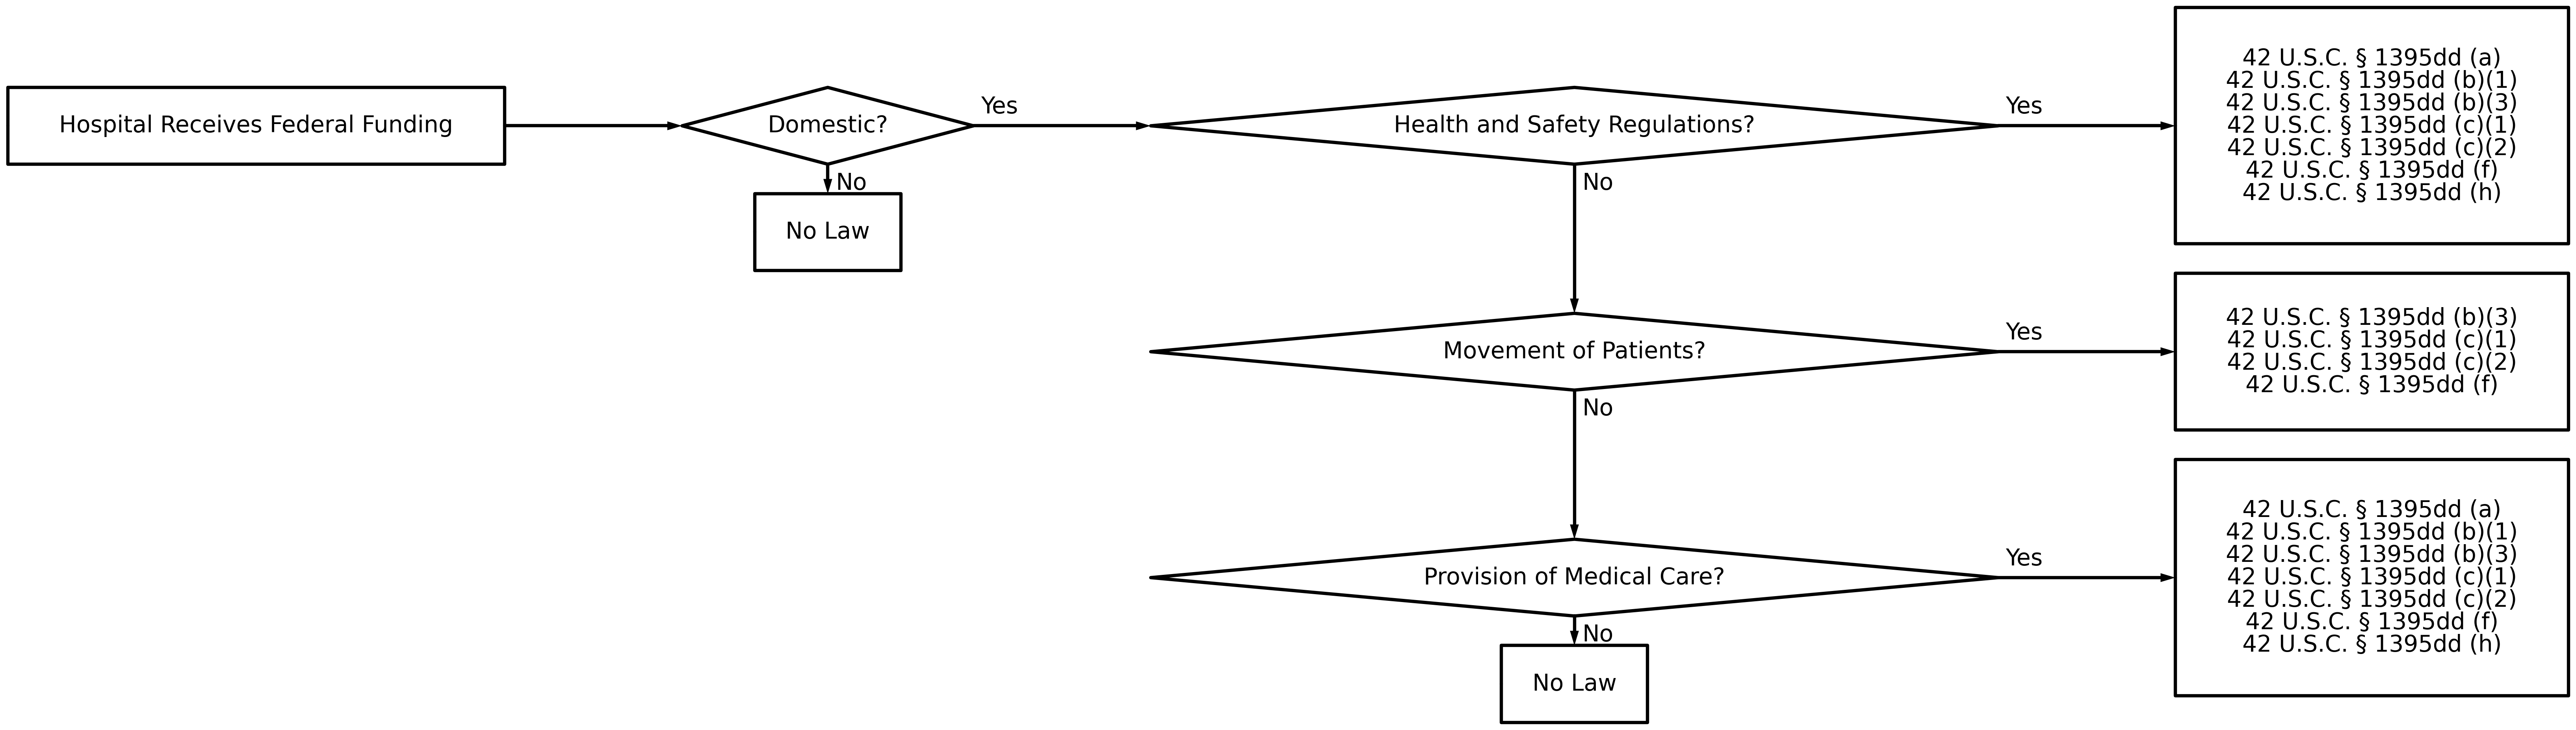 Hospital Receives Federal Funding
Domestic?
Yes
No
No Law
Health and Safety Regulations?
Yes
No
42 U.S.C. § 1395dd (a)
42 U.S.C. § 1395dd (b)(1)
42 U.S.C. § 1395dd (b)(3)
42 U.S.C. § 1395dd (c)(1)
42 U.S.C. § 1395dd (c)(2)
42 U.S.C. § 1395dd (f)
42 U.S.C. § 1395dd (h)
Movement of Patients?
Yes
No
42 U.S.C. § 1395dd (b)(3)
42 U.S.C. § 1395dd (c)(1)
42 U.S.C. § 1395dd (c)(2)
42 U.S.C. § 1395dd (f)
Provision of Medical Care?
Yes
No
42 U.S.C. § 1395dd (a)
42 U.S.C. § 1395dd (b)(1)
42 U.S.C. § 1395dd (b)(3)
42 U.S.C. § 1395dd (c)(1)
42 U.S.C. § 1395dd (c)(2)
42 U.S.C. § 1395dd (f)
42 U.S.C. § 1395dd (h)
No Law